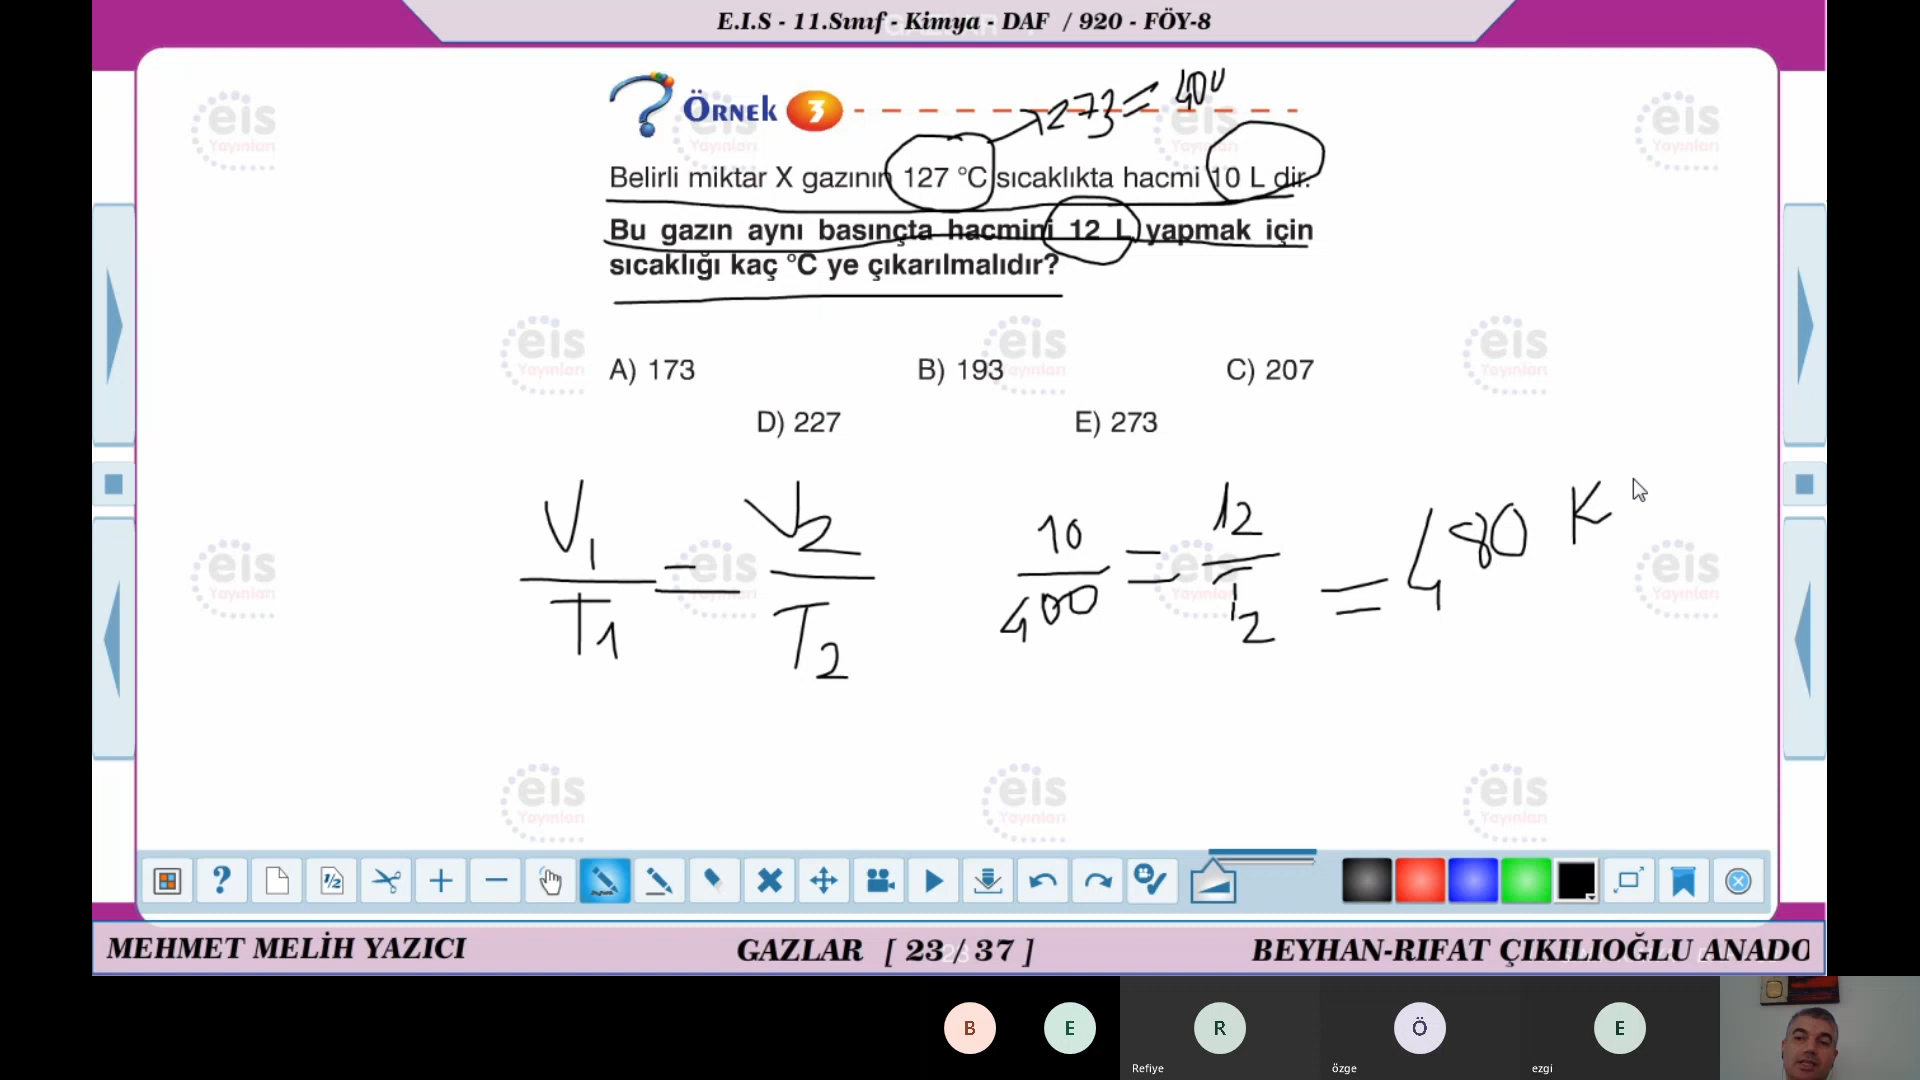 E.I.S - 11.Sınıf - Kimya - DAF / 920 - FÖY-8
ÖRNEK 3
273 = 400
Belirli miktar X gazının 127 °C sıcaklıkta hacmi 10 L dir.
Bu gazın aynı basınçta hacmini 12 L yapmak için
sıcaklığı kaç °C ye çıkarılmalıdır?
A) 173 B) 193 C) 207
D) 227 E) 273
V1 / T1 = V2 / T2 10 / 400 = 12 / T2 = 480 K
eis Yayınları
MEHMET MELİH YAZICI GAZLAR [ 23 / 37 ] BEYHAN-RIFAT ÇIKILIOĞLU ANADO
B E R Ö E
Refiye özge ezgi